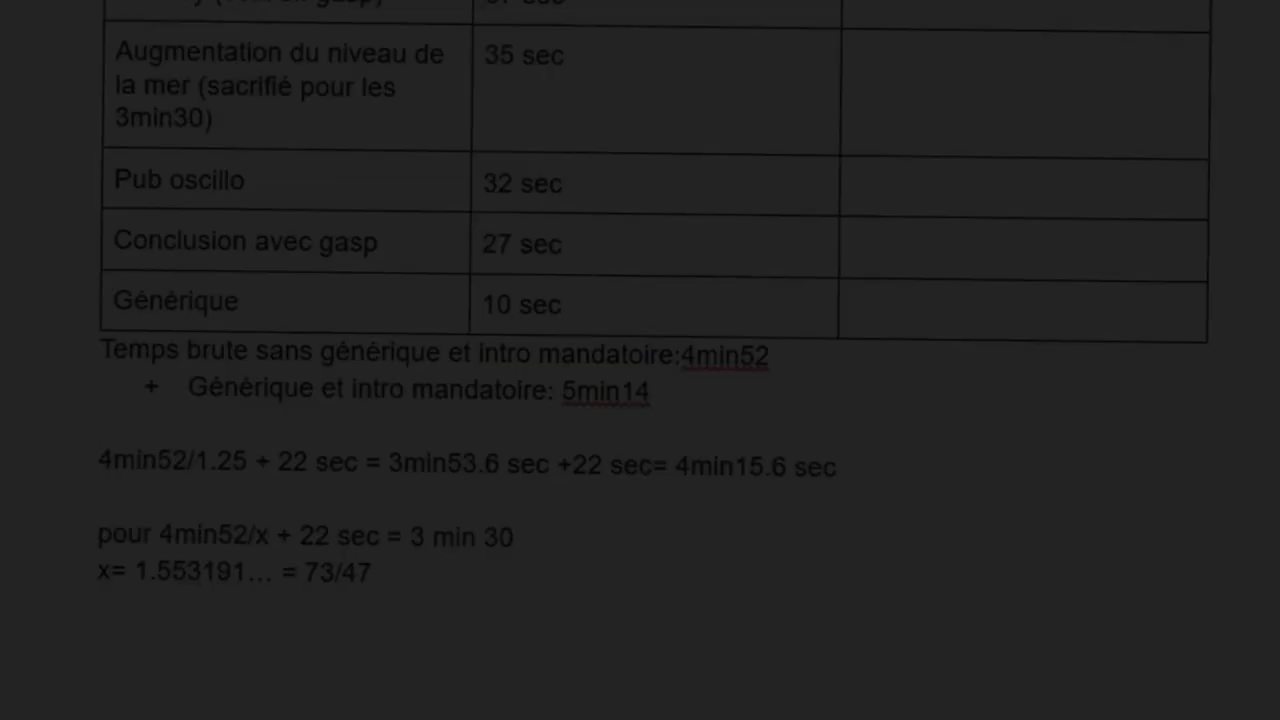 Augmentation du niveau de
la mer (sacrifié pour les
3min30)
35 sec
Pub oscillo
32 sec
Conclusion avec gasp
27 sec
Générique
10 sec
Temps brute sans générique et intro mandatoire:4min52
+ Générique et intro mandatoire: 5min14
4min52/1.25 + 22 sec = 3min53.6 sec +22 sec= 4min15.6 sec
pour 4min52/x + 22 sec = 3 min 30
x= 1.553191... = 73/47